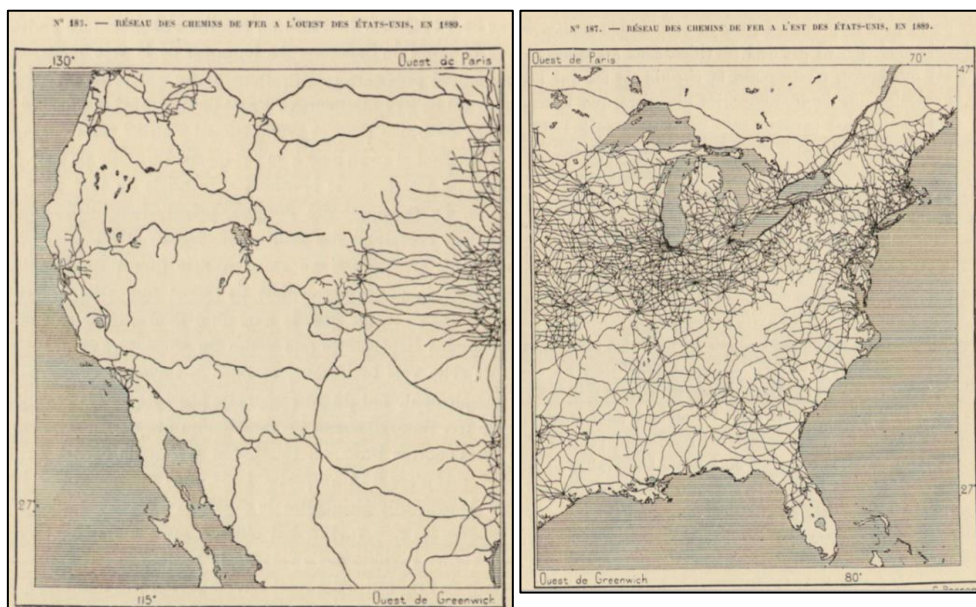 N° — RÉSEAU DES CHEMINS DE FER A L'OUEST DES ÉTATS-UNIS, EN 1889.
130°
Ouest de Paris
27°
115°
Ouest de Greenwich
N° 187. — RÉSEAU DES CHEMINS DE FER A L'EST DES ÉTATS-UNIS, EN 1889.
Ouest de Paris
70°
47°
27°
Ouest de Greenwich
80°